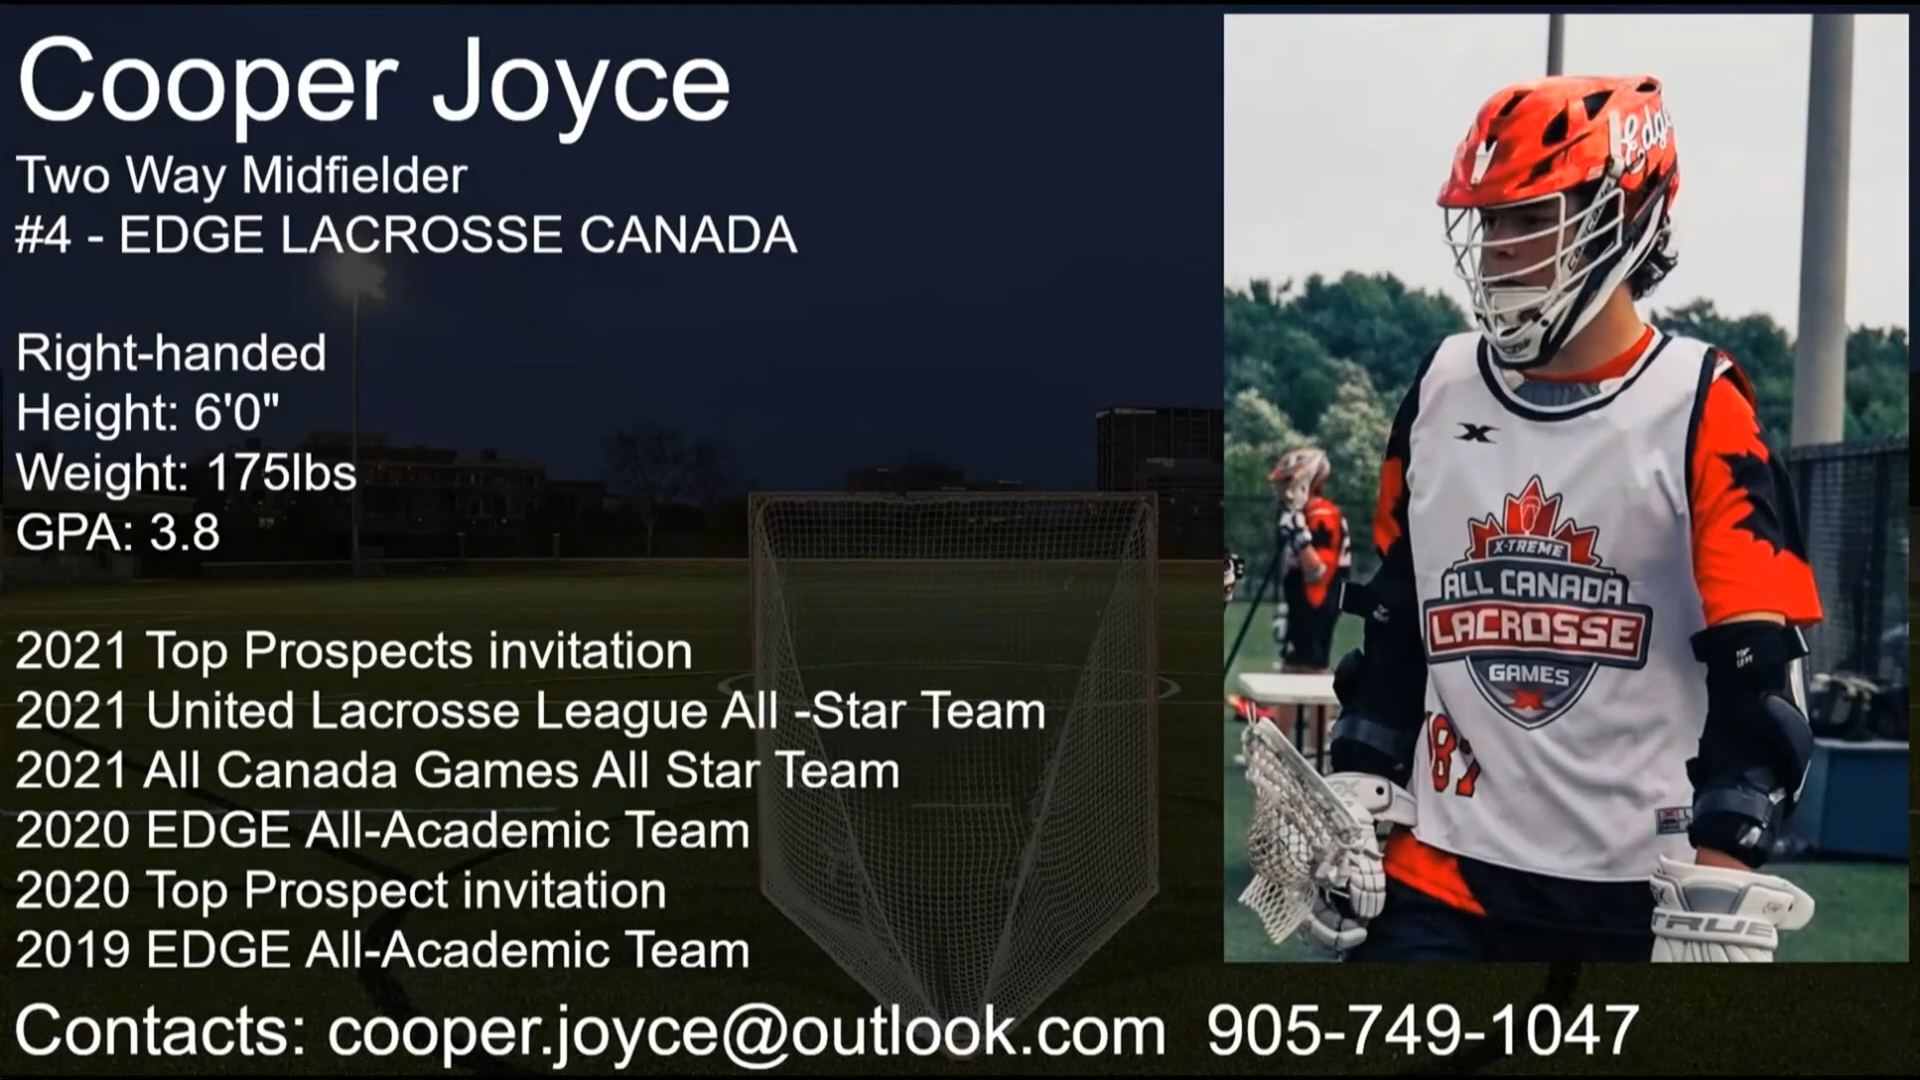 Cooper Joyce
Two Way Midfielder
#4 - EDGE LACROSSE CANADA
Right-handed
Height: 6'0"
Weight: 175lbs
GPA: 3.8
2021 Top Prospects invitation
2021 United Lacrosse League All -Star Team
2021 All Canada Games All Star Team
2020 EDGE All-Academic Team
2020 Top Prospect invitation
2019 EDGE All-Academic Team
Contacts: cooper.joyce@outlook.com 905-749-1047
Edge
X-TREME
ALL CANADA
LACROSSE
GAMES
87
TRUE